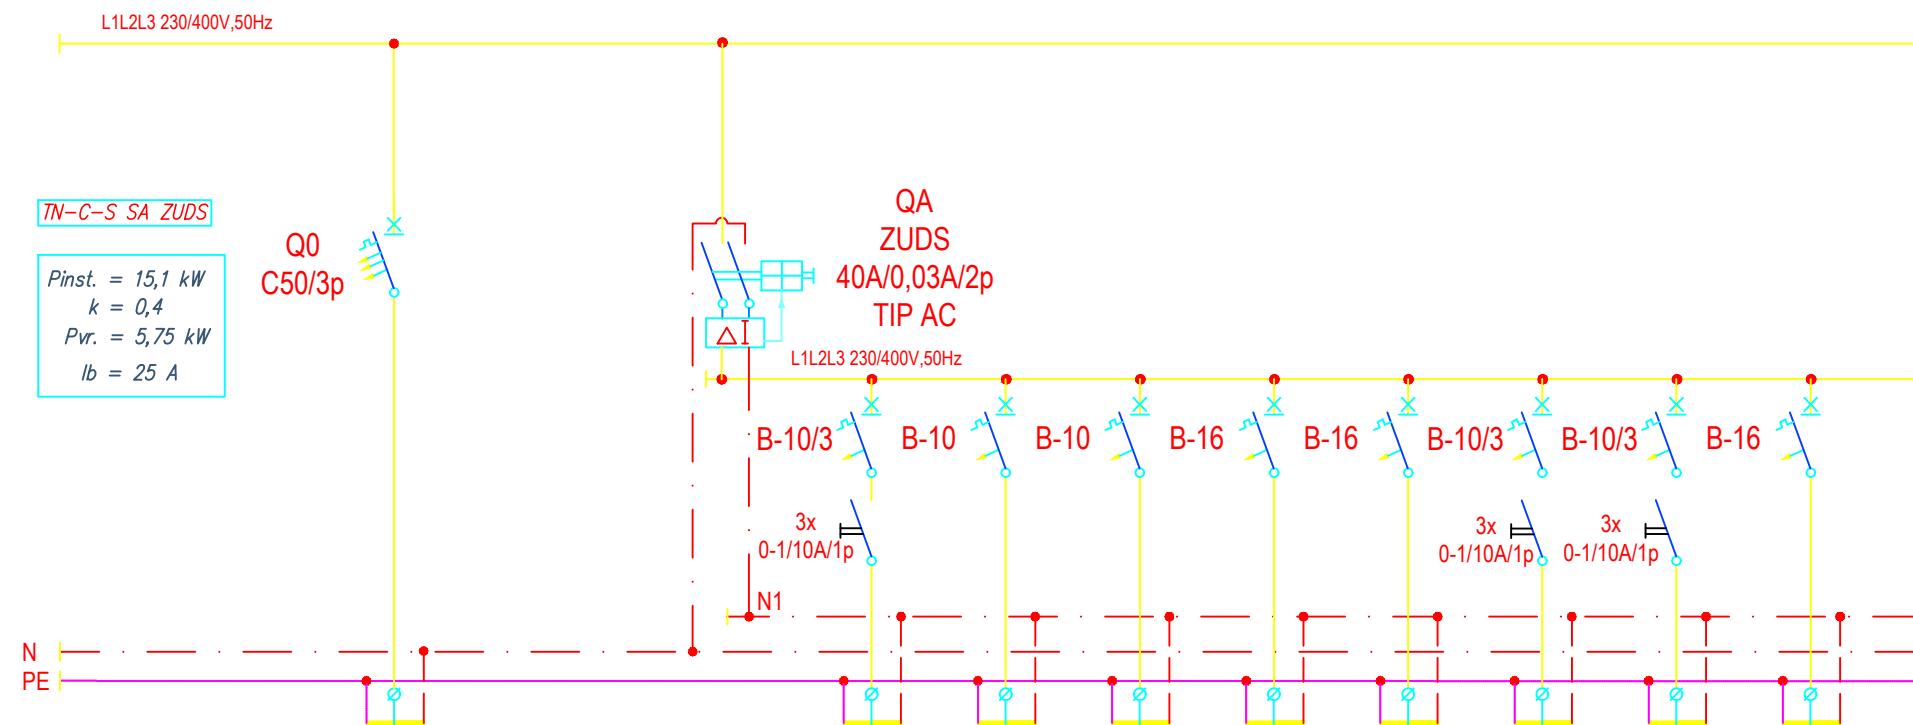 L1L2L3 230/400V,50Hz
TN-C-S SA ZUDS
Pinst. = 15,1 kW
k = 0,4
Pvr. = 5,75 kW
Ib = 25 A
Q0
C50/3p
QA
ZUDS
40A/0,03A/2p
TIP AC
L1L2L3 230/400V,50Hz
B-10/3
B-10
B-10
B-16
B-16
B-10/3
B-10/3
B-16
3x
0-1/10A/1p
3x
0-1/10A/1p
3x
0-1/10A/1p
N1
N
PE